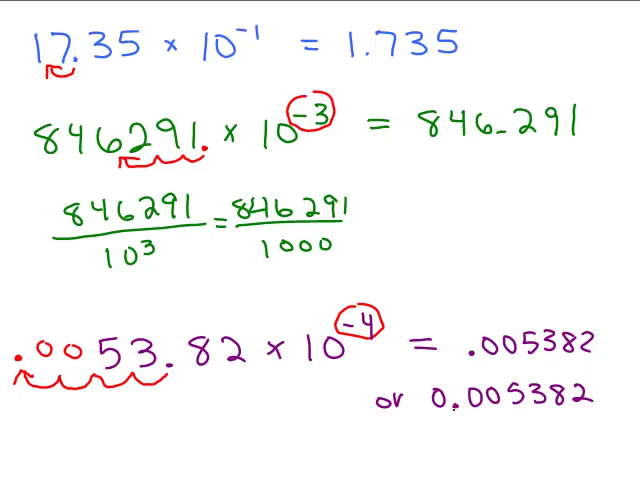 17.35 × 10⁻¹ = 1.735
846291. × 10⁻³ = 846.291
846291/10³ = 846291/1000
.0053.82 × 10⁻⁴ = .005382
or 0.005382